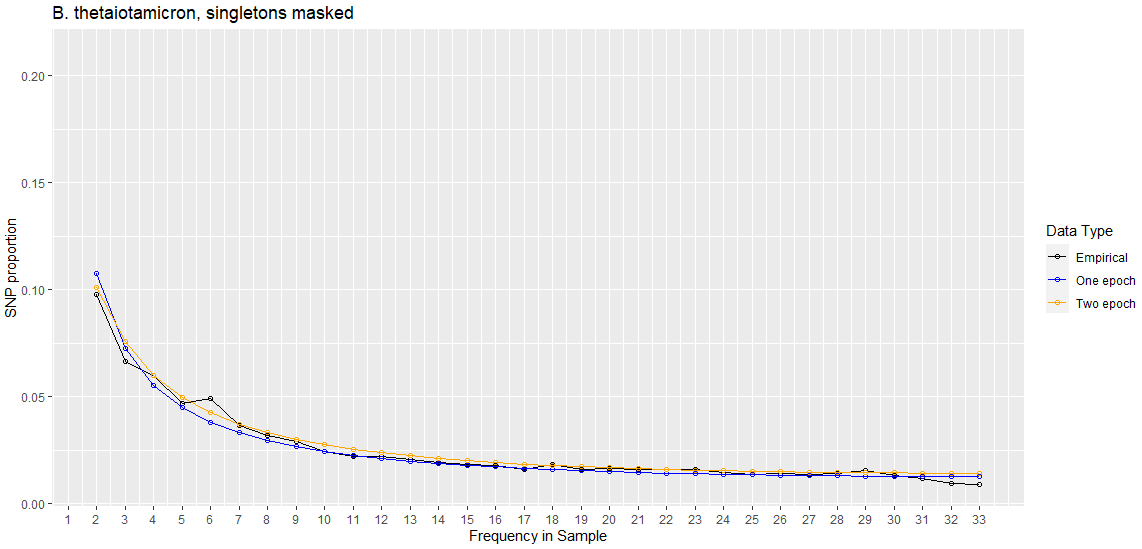 B. thetaiotamicron, singletons masked
SNP proportion
0.20
0.15
0.10
0.05
0.00
1 2 3 4 5 6 7 8 9 10 11 12 13 14 15 16 17 18 19 20 21 22 23 24 25 26 27 28 29 30 31 32 33
Frequency in Sample
Data Type
Empirical
One epoch
Two epoch